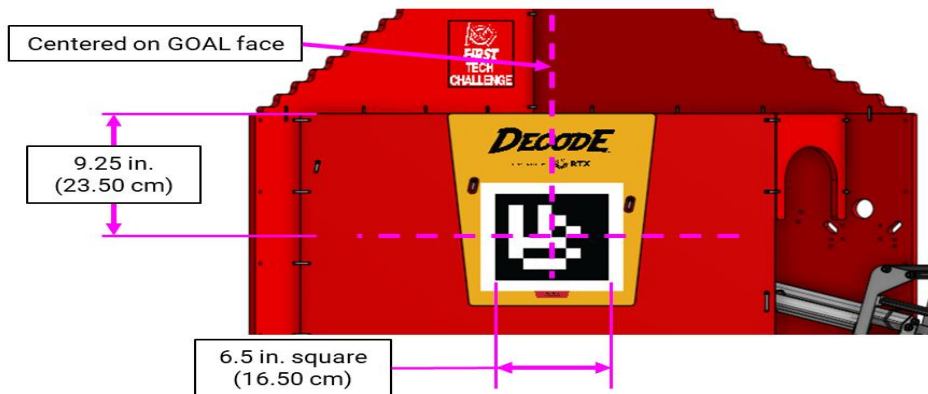 Centered on GOAL face
FIRST
TECH
CHALLENGE
9.25 in.
(23.50 cm)
DECODE
RTX
6.5 in. square
(16.50 cm)